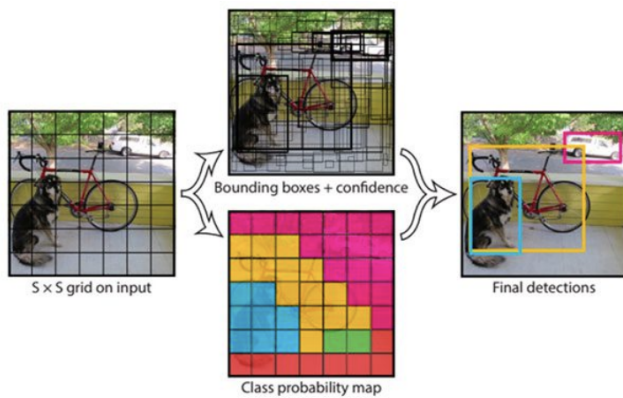 Bounding boxes + confidence
S × S grid on input
Final detections
Class probability map